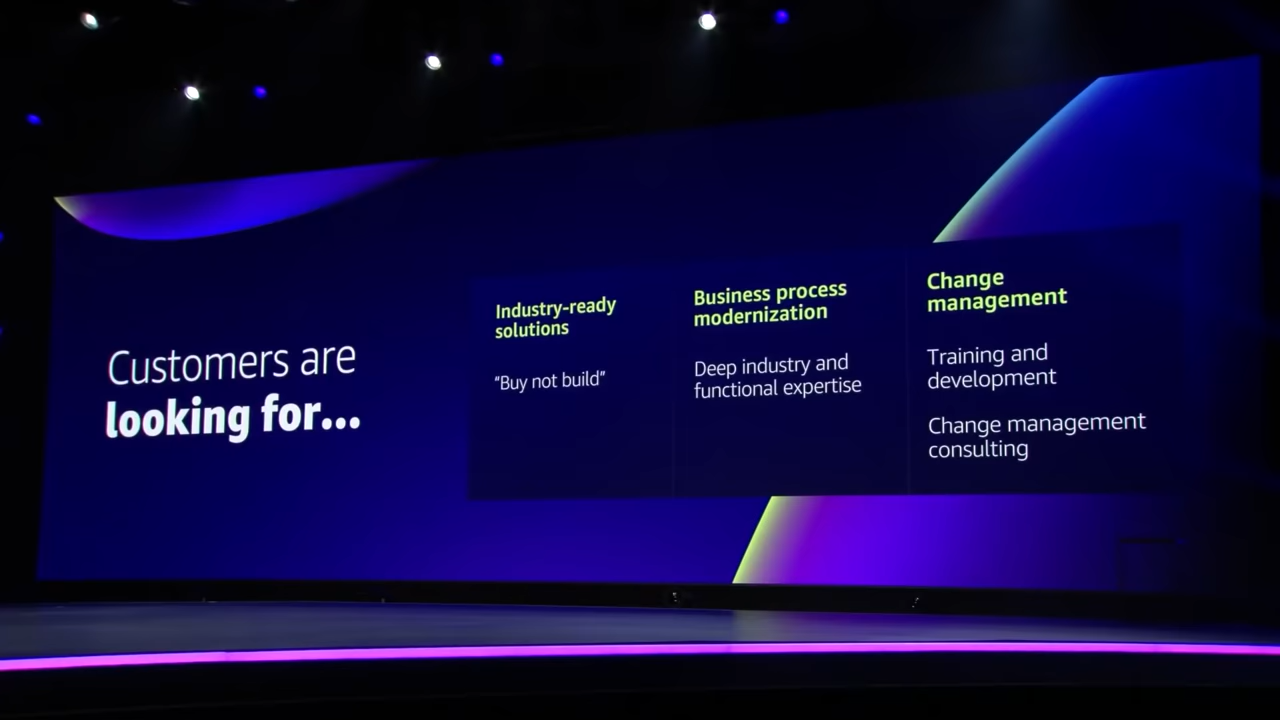 Customers are
looking for...
Industry-ready
solutions
“Buy not build”
Business process
modernization
Deep industry and
functional expertise
Change
management
Training and
development
Change management
consulting